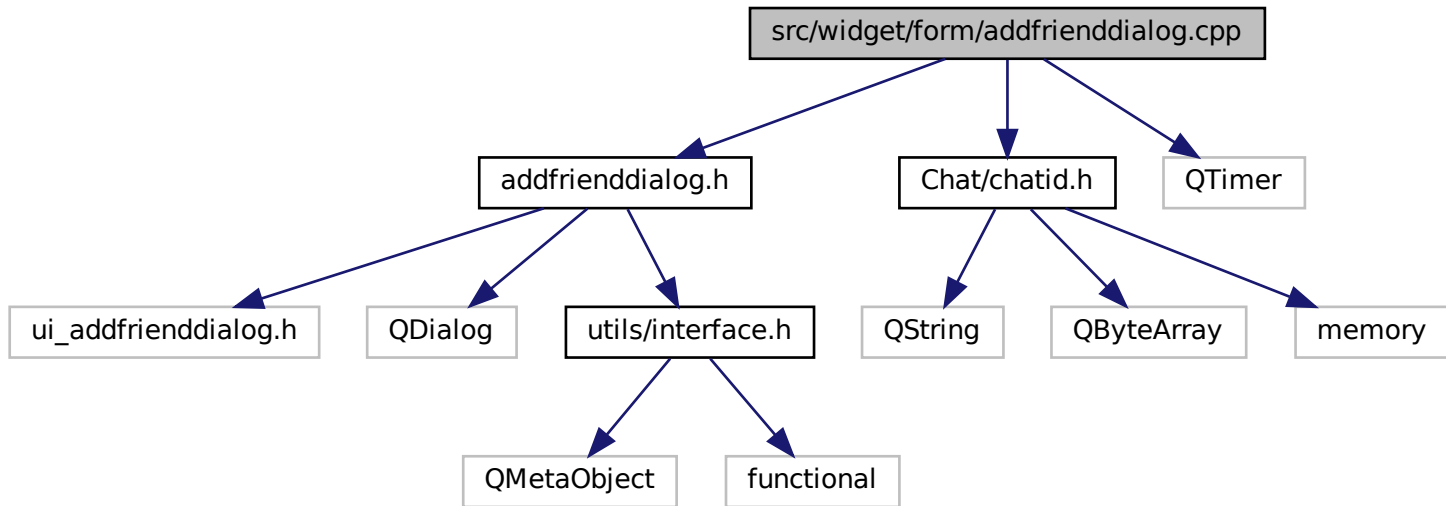 src/widget/form/addfrienddialog.cpp
addfrienddialog.h
Chat/chatid.h
QTimer
ui_addfrienddialog.h
QDialog
utils/interface.h
QString
QByteArray
memory
QMetaObject
functional